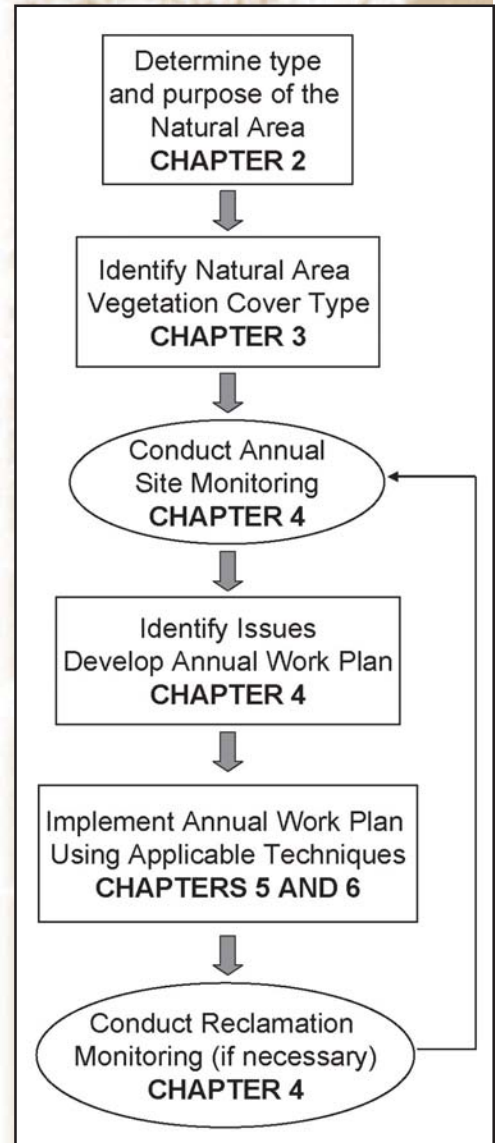 Determine type
and purpose of the
Natural Area
CHAPTER 2
Identify Natural Area
Vegetation Cover Type
CHAPTER 3
Conduct Annual
Site Monitoring
CHAPTER 4
Identify Issues
Develop Annual Work Plan
CHAPTER 4
Implement Annual Work Plan
Using Applicable Techniques
CHAPTERS 5 AND 6
Conduct Reclamation
Monitoring (if necessary)
CHAPTER 4